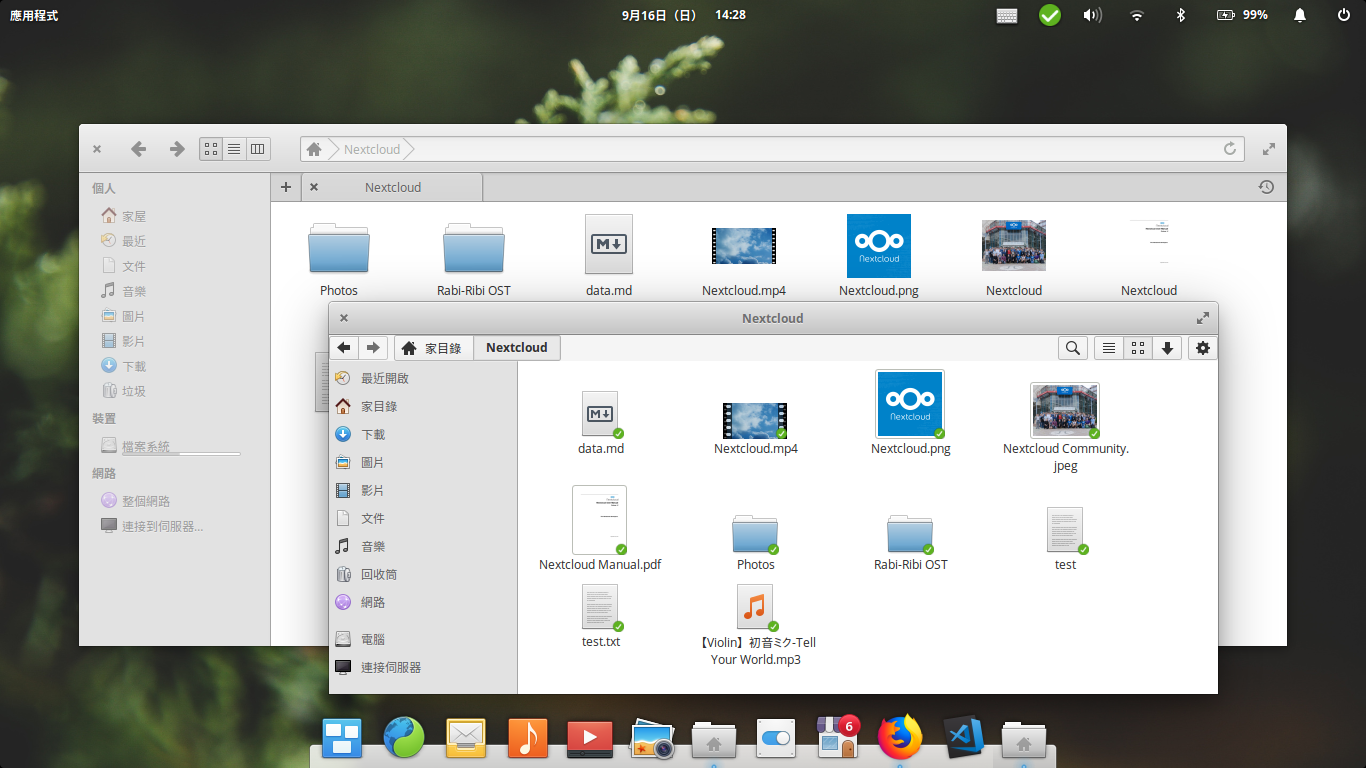 應用程式
9月16日（日） 14:28
99%
Nextcloud
個人
家屋
最近
文件
音樂
圖片
影片
下載
垃圾
裝置
檔案系統
網路
整個網路
連接到伺服器...
Nextcloud
Photos
Rabi-Ribi OST
data.md
Nextcloud.mp4
Nextcloud
Nextcloud.png
Nextcloud
Nextcloud
Nextcloud
家目錄
Nextcloud
最近開啟
家目錄
下載
圖片
影片
文件
音樂
回收筒
網路
電腦
連接伺服器
data.md
Nextcloud.mp4
Nextcloud
Nextcloud.png
Nextcloud Community.
jpeg
Nextcloud Manual.pdf
Photos
Rabi-Ribi OST
test
test.txt
【Violin】初音ミク-Tell
Your World.mp3
6